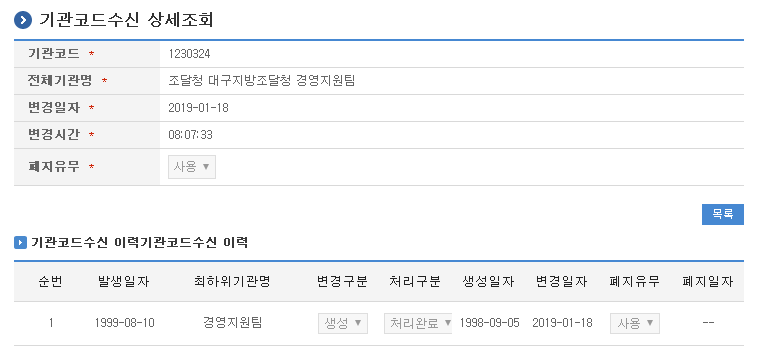 기관코드수신 상세조회
기관코드 * 1230324
전체기관명 * 조달청 대구지방조달청 경영지원팀
변경일자 * 2019-01-18
변경시간 * 08:07:33
폐지유무 * 사용 ▼
목록
기관코드수신 이력기관코드수신 이력
순번 발생일자 최하위기관명 변경구분 처리구분 생성일자 변경일자 폐지유무 폐지일자
1 1999-08-10 경영지원팀 생성 ▼ 처리완료 ▼ 1998-09-05 2019-01-18 사용 ▼ --